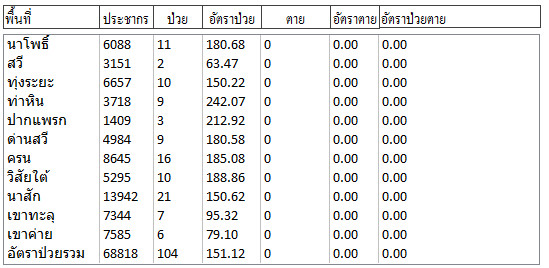 พื้นที่ ประชากร ป่วย อัตราป่วย ตาย อัตราตาย อัตราป่วยตาย
นาโพธิ์ 6088 11 180.68 0 0.00 0.00
สวี 3151 2 63.47 0 0.00 0.00
ทุ่งระยะ 6657 10 150.22 0 0.00 0.00
ท่าหิน 3718 9 242.07 0 0.00 0.00
ปากแพรก 1409 3 212.92 0 0.00 0.00
ด่านสวี 4984 9 180.58 0 0.00 0.00
ครน 8645 16 185.08 0 0.00 0.00
วิสัยใต้ 5295 10 188.86 0 0.00 0.00
นาสัก 13942 21 150.62 0 0.00 0.00
เขาทะลุ 7344 7 95.32 0 0.00 0.00
เขาค่าย 7585 6 79.10 0 0.00 0.00
อัตราป่วยรวม 68818 104 151.12 0 0.00 0.00